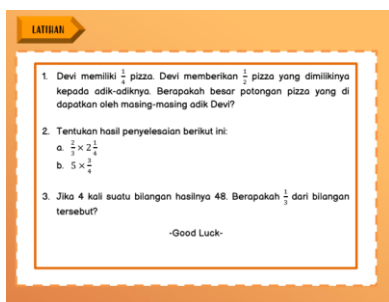 LATIHAN
1. Devi memiliki 1/4 pizza. Devi memberikan 1/2 pizza yang dimilikinya
kepada adik-adiknya. Berapakah besar potongan pizza yang di
dapatkan oleh masing-masing adik Devi?
2. Tentukan hasil penyelesaian berikut ini:
a. 2/3 × 2 1/4
b. 5 × 3/4
3. Jika 4 kali suatu bilangan hasilnya 48. Berapakah 1/3 dari bilangan
tersebut?
-Good Luck-